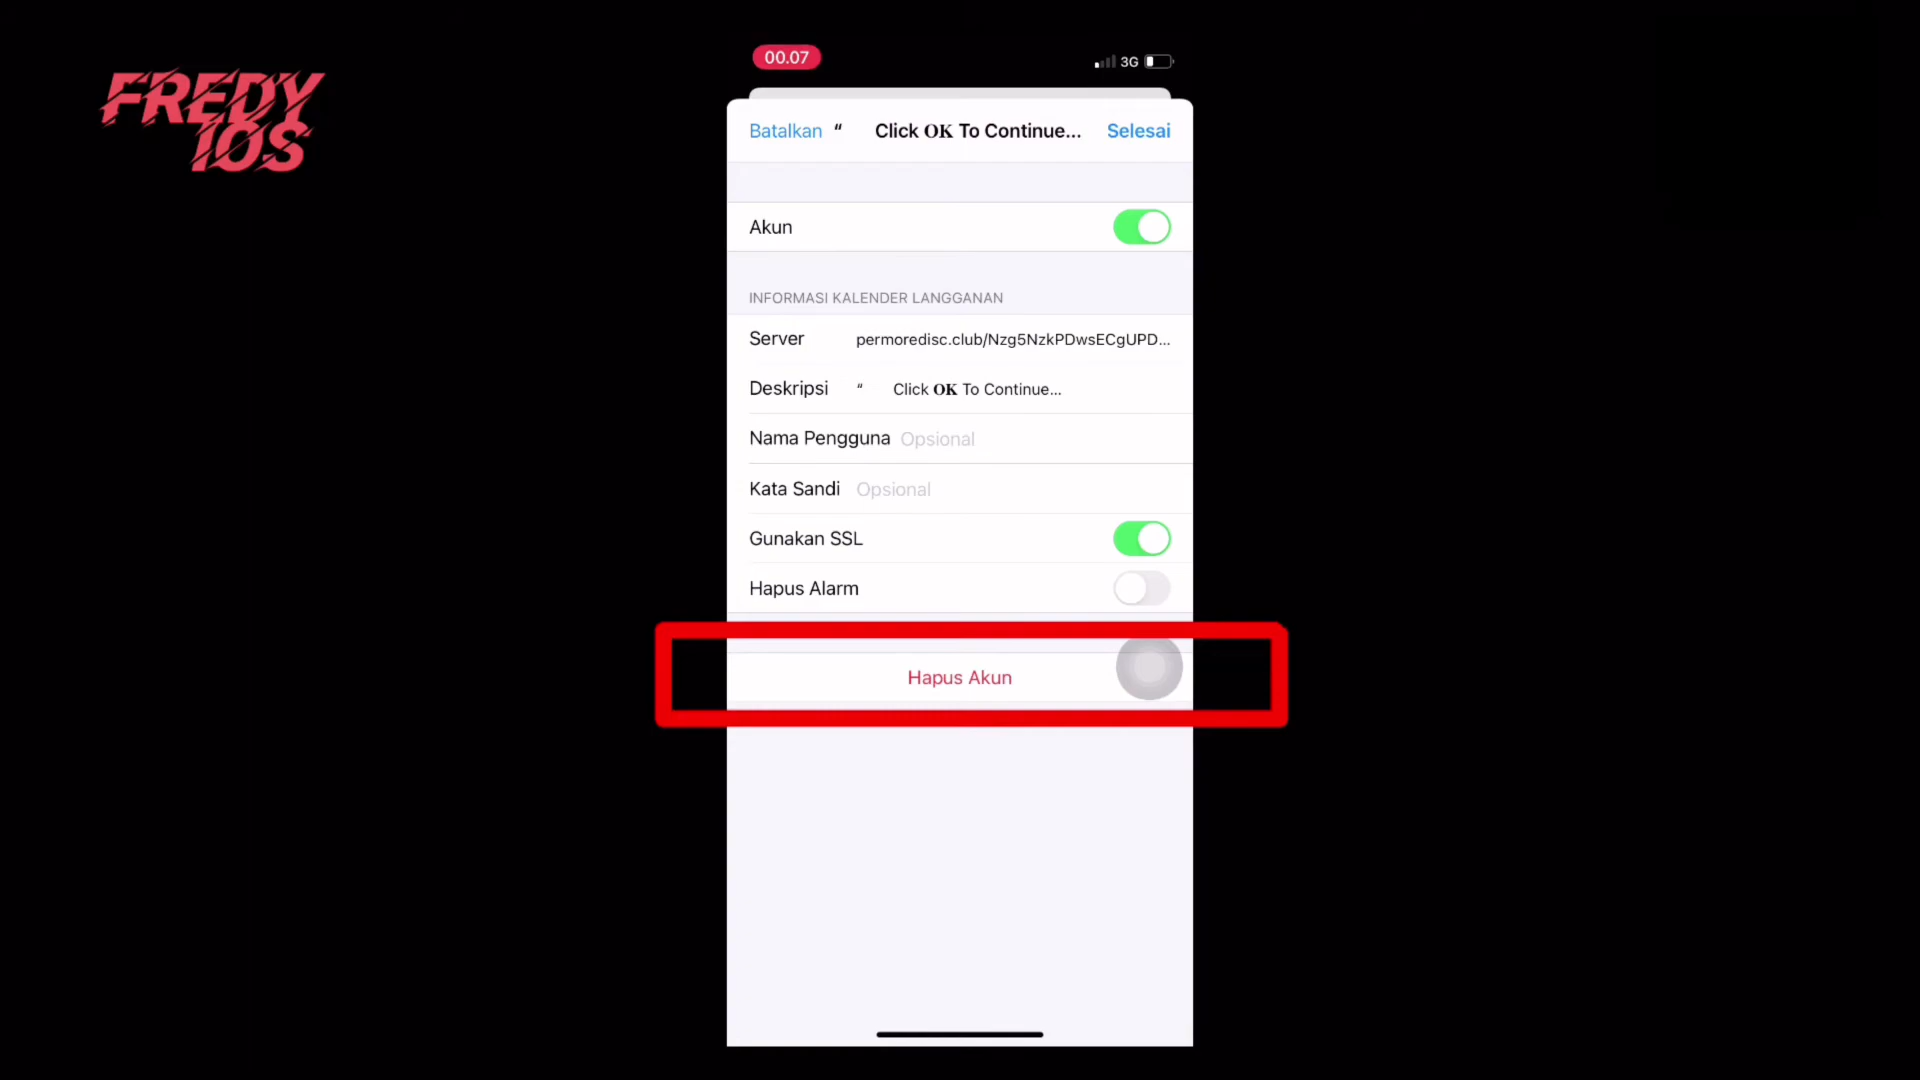 FREDY
IOS
00.07
3G
Batalkan “ Click OK To Continue... Selesai
Akun
INFORMASI KALENDER LANGGANAN
Server permoredisc.club/Nzg5NzkPDwsECgUPD...
Deskripsi “ Click OK To Continue...
Nama Pengguna Opsional
Kata Sandi Opsional
Gunakan SSL
Hapus Alarm
Hapus Akun